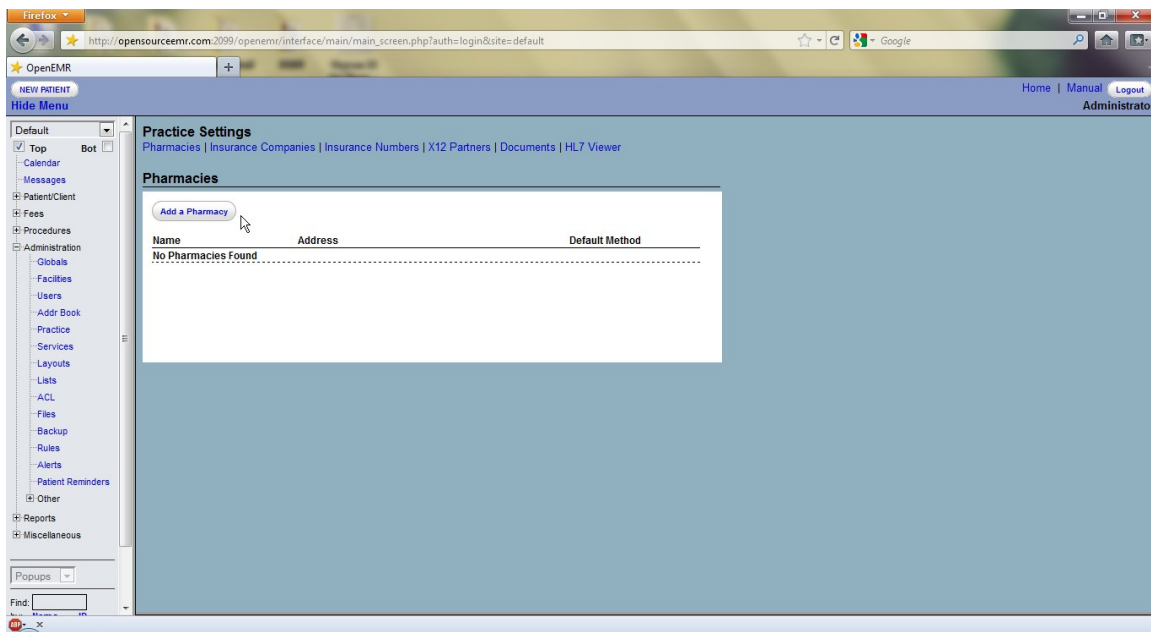 Firefox
http://opensourceemr.com:2099/openemr/interface/main/main_screen.php?auth=login&site=default
Google
OpenEMR
NEW PATIENT
Home | Manual Logout
Hide Menu
Administrato
Default
Top Bot
Calendar
Messages
Patient/Client
Fees
Procedures
Administration
Globals
Facilities
Users
Addr Book
Practice
Services
Layouts
Lists
ACL
Files
Backup
Rules
Alerts
Patient Reminders
Other
Reports
Miscellaneous
Popups
Find:
Practice Settings
Pharmacies | Insurance Companies | Insurance Numbers | X12 Partners | Documents | HL7 Viewer
Pharmacies
Add a Pharmacy
Name Address Default Method
No Pharmacies Found
ABP